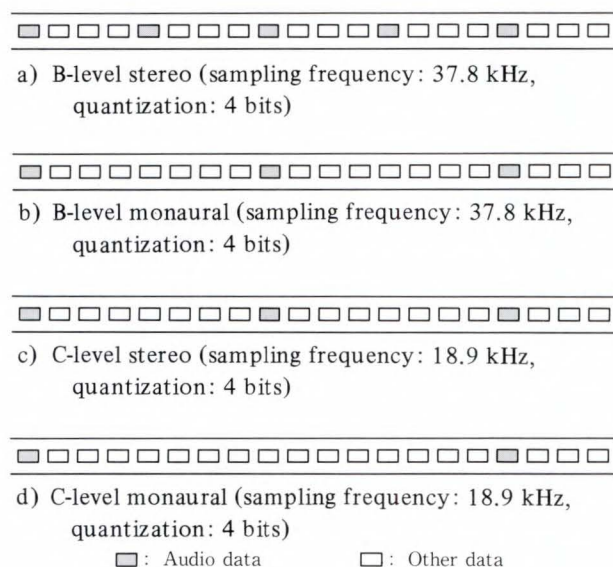 a) B-level stereo (sampling frequency: 37.8 kHz,
quantization: 4 bits)
b) B-level monaural (sampling frequency: 37.8 kHz,
quantization: 4 bits)
c) C-level stereo (sampling frequency: 18.9 kHz,
quantization: 4 bits)
d) C-level monaural (sampling frequency: 18.9 kHz,
quantization: 4 bits)
: Audio data : Other data